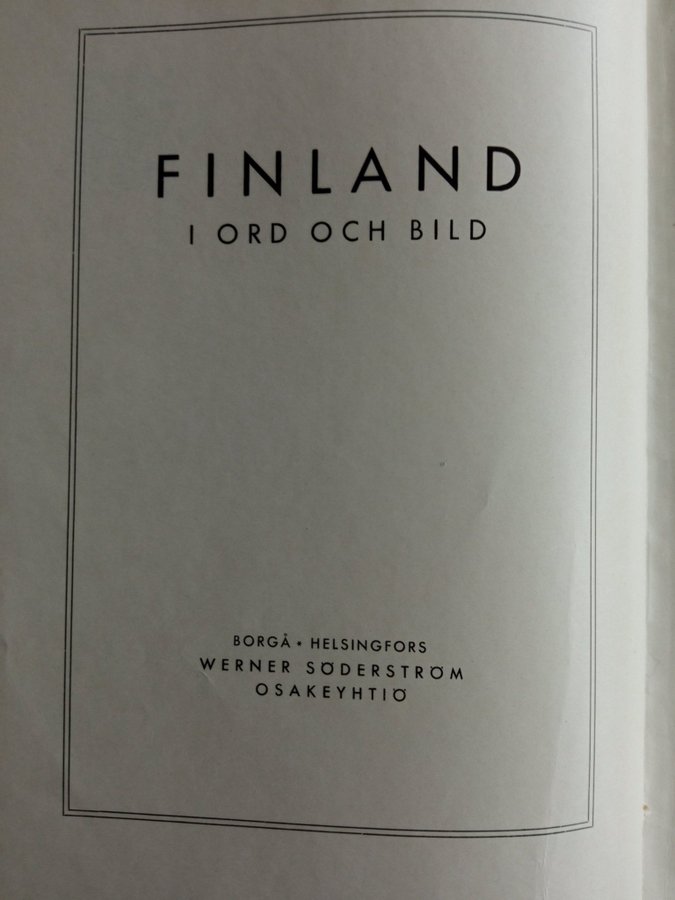 FINLAND
I ORD OCH BILD
BORGÅ * HELSINGFORS
WERNER SÖDERSTRÖM
OSAKEYHTIÖ